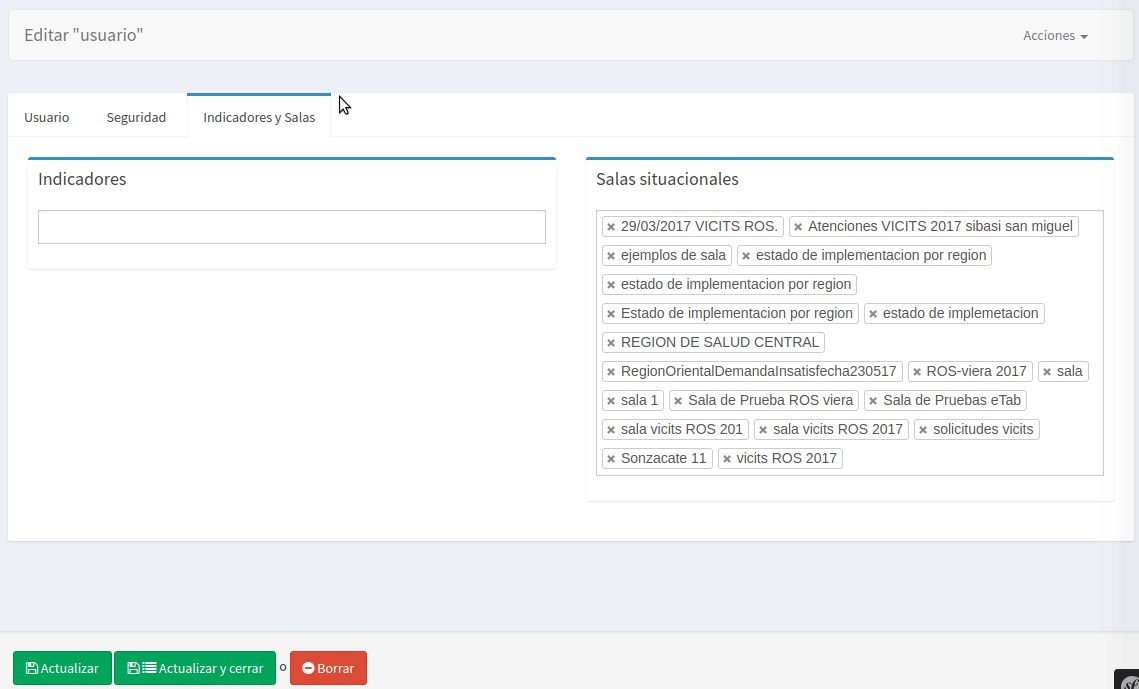 Editar "usuario"
Acciones
Usuario Seguridad Indicadores y Salas
Indicadores
Salas situacionales
× 29/03/2017 VICITS ROS. × Atenciones VICITS 2017 sibasi san miguel
× ejemplos de sala × estado de implementacion por region
× estado de implementacion por region
× Estado de implementacion por region × estado de implemetacion
× REGION DE SALUD CENTRAL
× RegionOrientalDemandaInsatisfecha230517 × ROS-viera 2017 × sala
× sala 1 × Sala de Prueba ROS viera × Sala de Pruebas eTab
× sala vicits ROS 201 × sala vicits ROS 2017 × solicitudes vicits
× Sonzacate 11 × vicits ROS 2017
Actualizar Actualizar y cerrar o Borrar